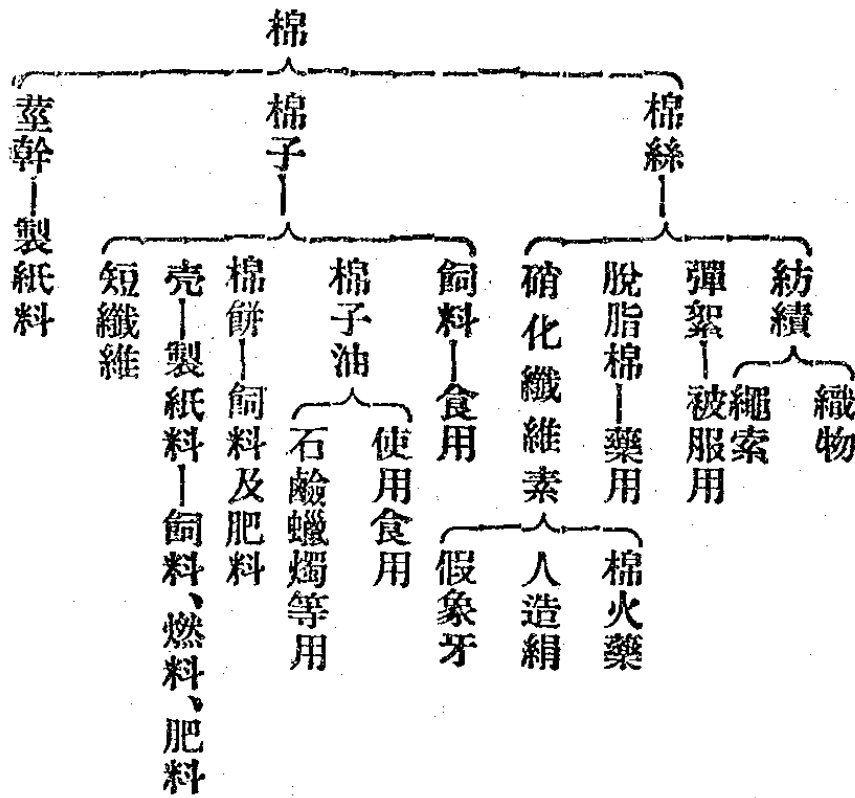 棉
棉絲
紡績
織物
繩索
彈絮—被服用
脫脂棉—藥用
硝化纖維素
棉火藥
人造絹
假象牙
棉子
飼料—食用
棉子油
使用食用
石鹼蠟燭等用
棉餅—飼料及肥料
壳—製紙料—飼料、燃料、肥料
短纖維
莖幹—製紙料